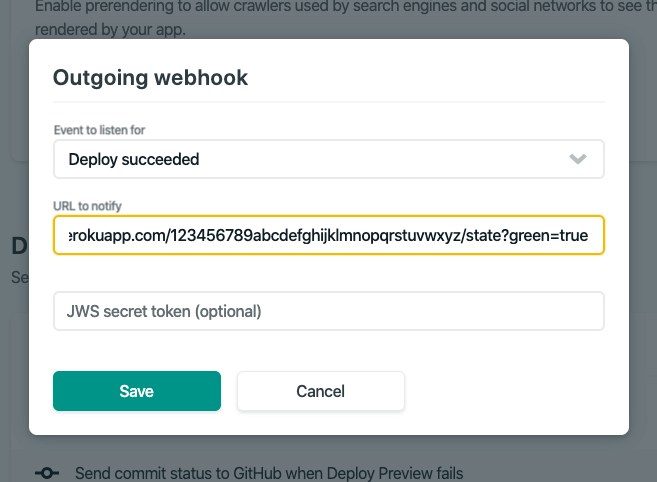 Enable prerendering to allow crawlers used by search engines and social networks to see
rendered by your app.
Outgoing webhook
Event to listen for
Deploy succeeded
URL to notify
erokuapp.com/123456789abcdefghijklmnopqrstuvwxyz/state?green=true
D
Se
JWS secret token (optional)
Save
Cancel
Send commit status to GitHub when Deploy Preview fails